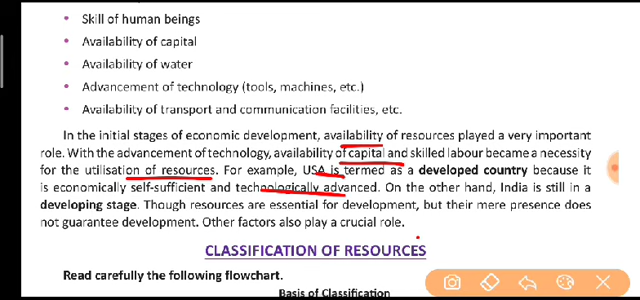 • Skill of human beings
• Availability of capital
• Availability of water
• Advancement of technology (tools, machines, etc.)
• Availability of transport and communication facilities, etc.
In the initial stages of economic development, availability of resources played a very important
role. With the advancement of technology, availability of capital and skilled labour became a necessity
for the utilisation of resources. For example, USA is termed as a developed country because it
is economically self-sufficient and technologically advanced. On the other hand, India is still in a
developing stage. Though resources are essential for development, but their mere presence does
not guarantee development. Other factors also play a crucial role.
CLASSIFICATION OF RESOURCES
Read carefully the following flowchart.
Basis of Classification